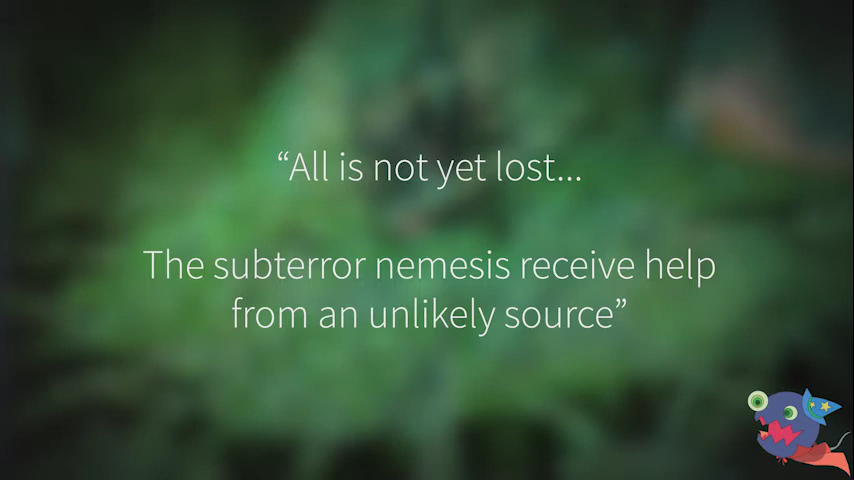 “All is not yet lost...
The subterror nemesis receive help
from an unlikely source”